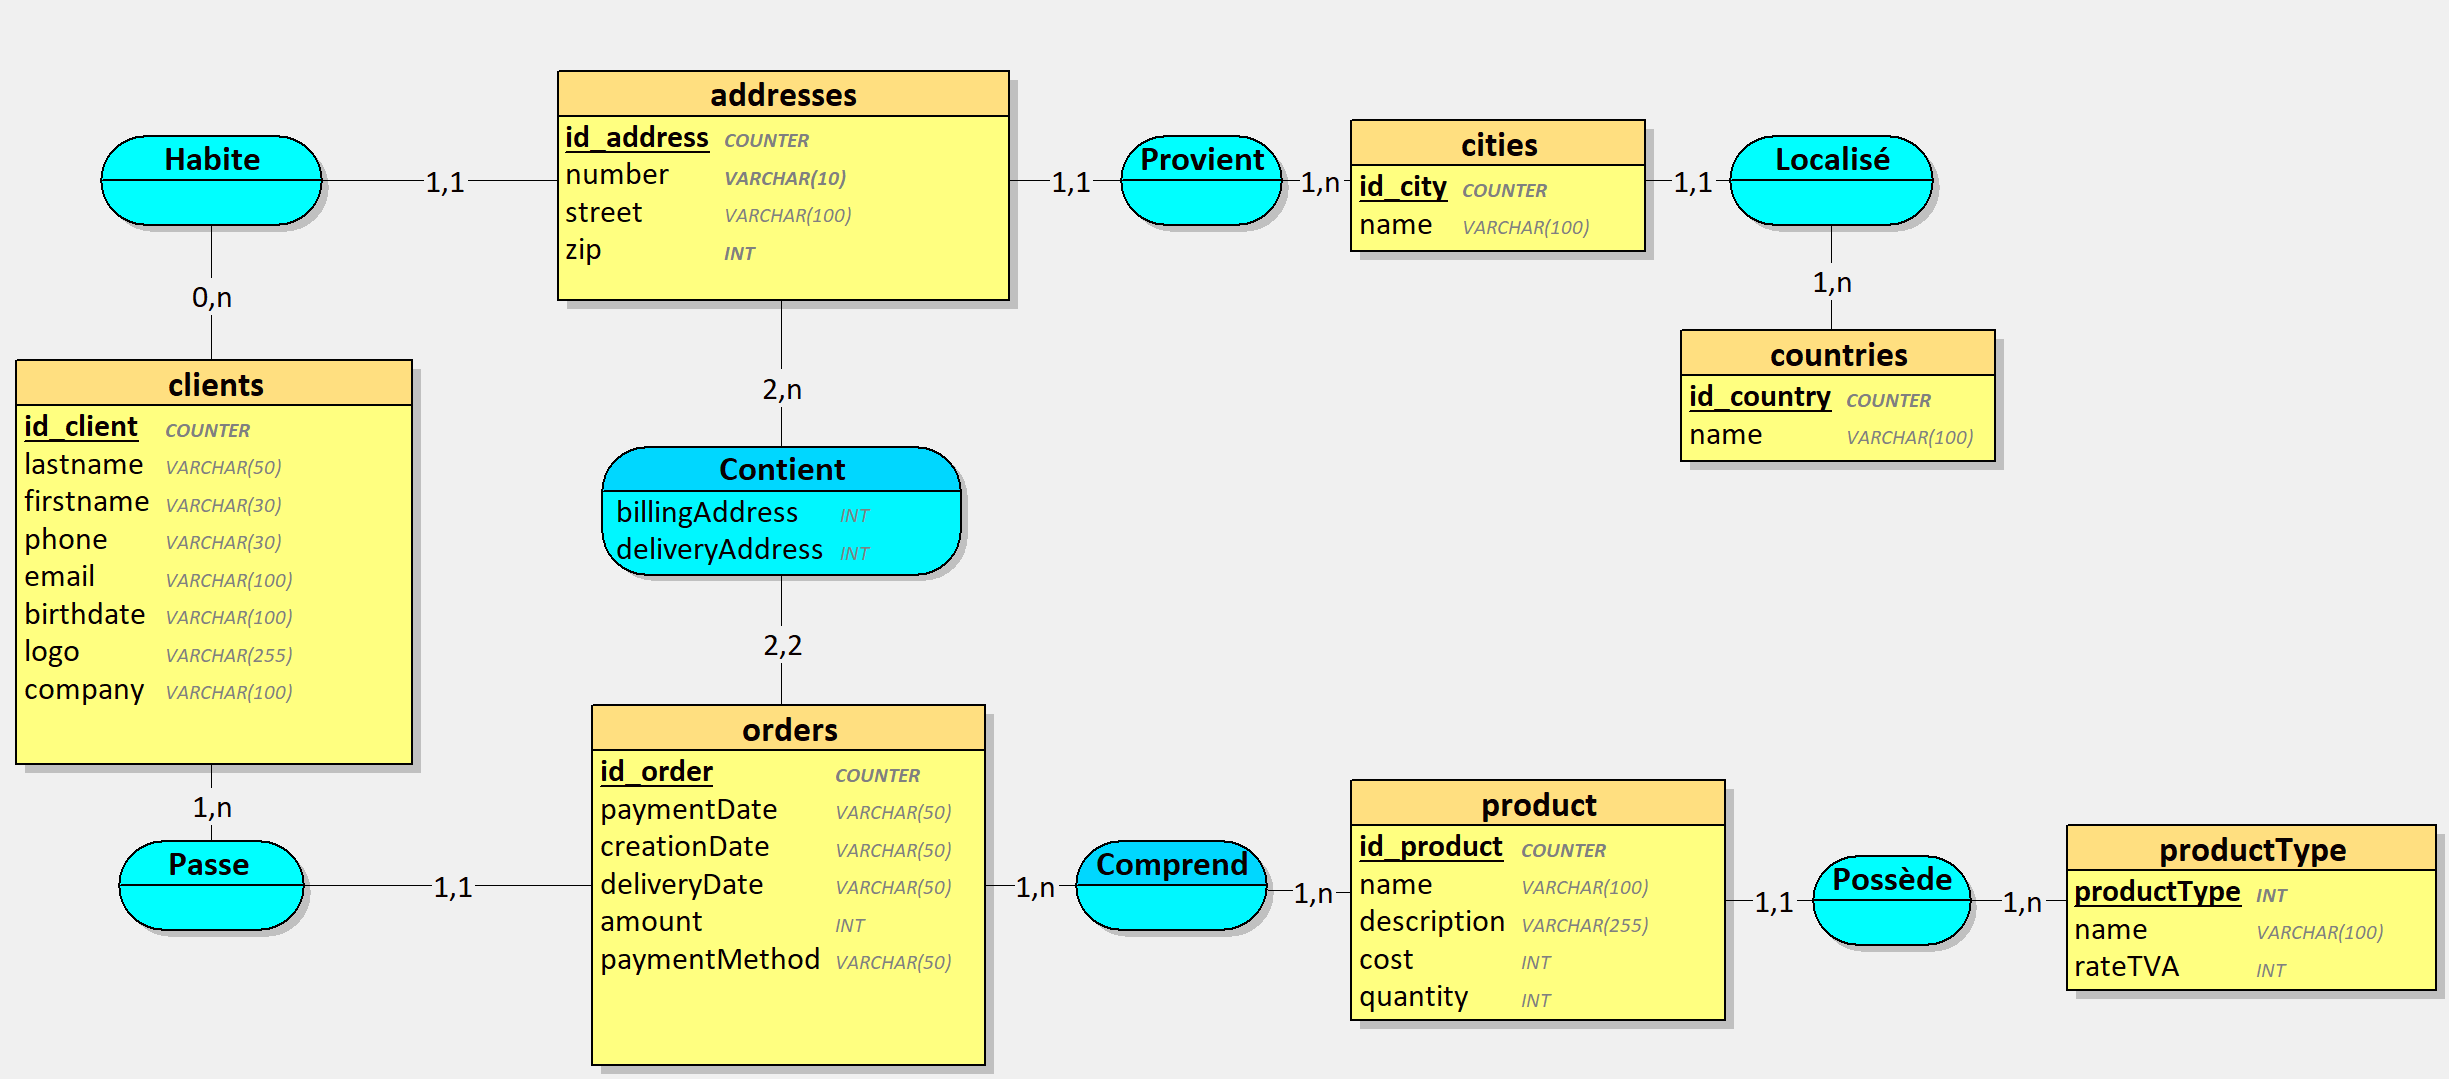 addresses
id_address COUNTER
number VARCHAR(10)
street VARCHAR(100)
zip INT
Habite
1,1
1,1
Provient
1,n
cities
id_city COUNTER
name VARCHAR(100)
1,1
Localisé
0,n
1,n
clients
id_client COUNTER
lastname VARCHAR(50)
firstname VARCHAR(30)
phone VARCHAR(30)
email VARCHAR(100)
birthdate VARCHAR(100)
logo VARCHAR(255)
company VARCHAR(100)
2,n
countries
id_country COUNTER
name VARCHAR(100)
Contient
billingAddress INT
deliveryAddress INT
2,2
orders
id_order COUNTER
paymentDate VARCHAR(50)
creationDate VARCHAR(50)
deliveryDate VARCHAR(50)
amount INT
paymentMethod VARCHAR(50)
1,n
Passe
1,1
1,n
Comprend
1,n
product
id_product COUNTER
name VARCHAR(100)
description VARCHAR(255)
cost INT
quantity INT
1,1
Possède
1,n
productType
productType INT
name VARCHAR(100)
rateTVA INT